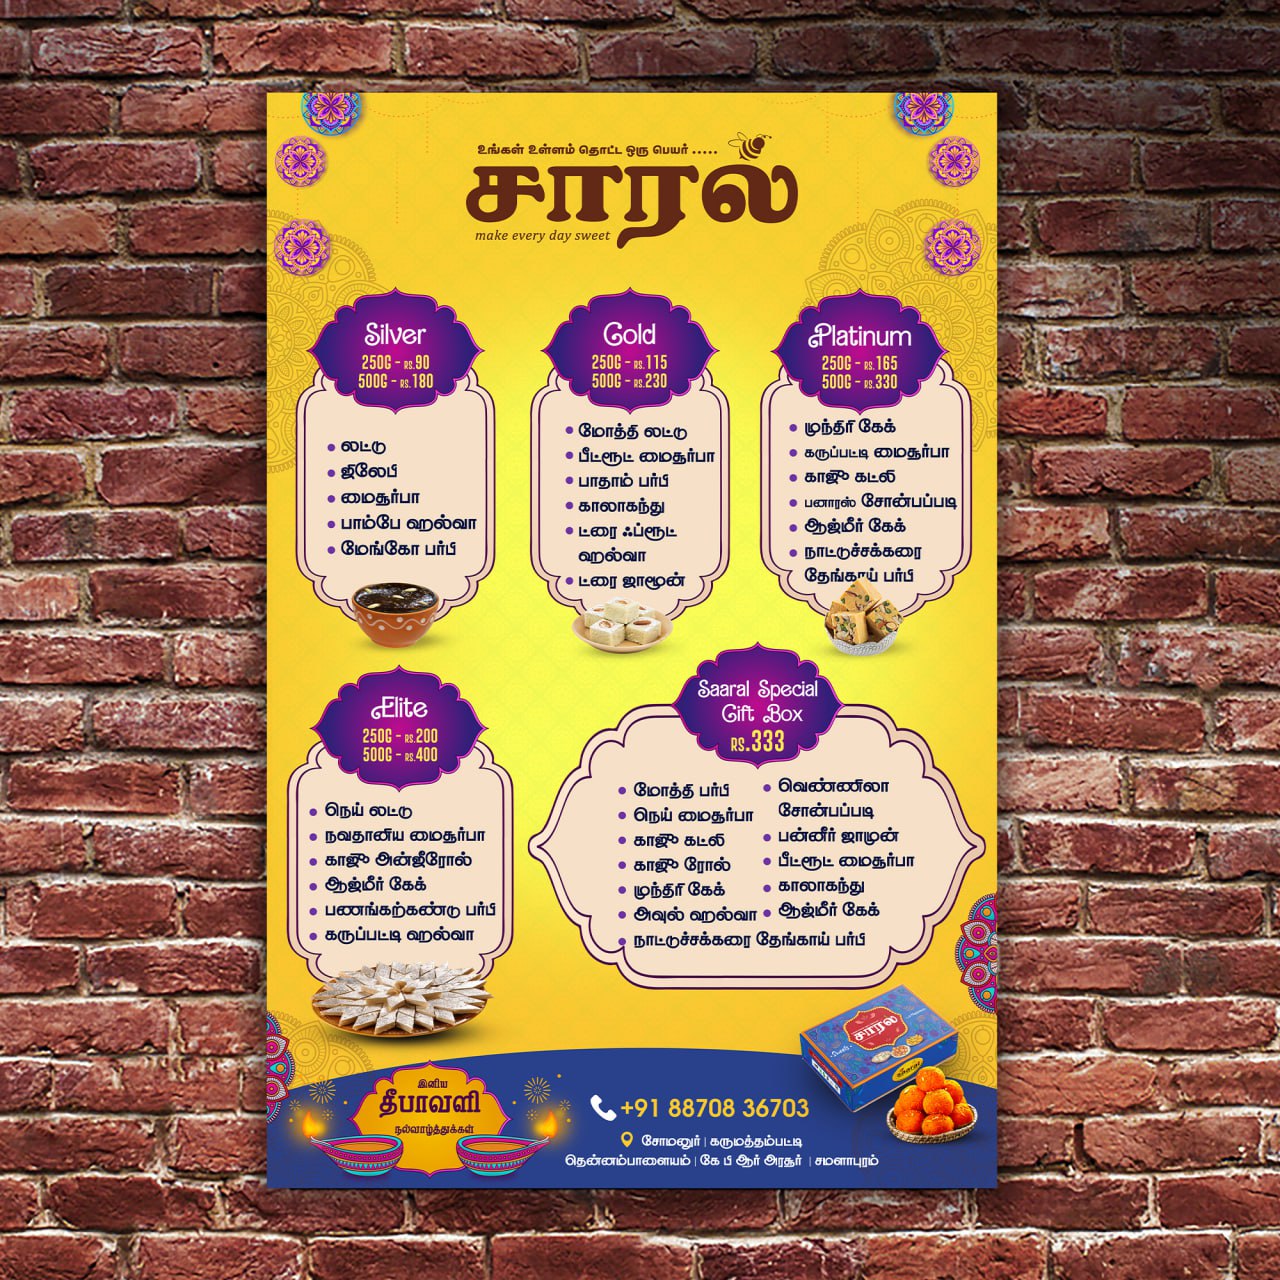 உங்கள் உள்ளம் தொட்ட ஒரு பெயர் .....
சாரல்
make every day sweet
Silver
250G - RS.90
500G - RS.180
லட்டு
ஜிலேபி
மைசூர்பா
பாம்பே ஹல்வா
மேங்கோ பர்பி
Gold
250G - RS.115
500G - RS.230
மோத்தி லட்டு
பீட்ரூட் மைசூர்பா
பாதாம் பர்பி
காலாகந்து
ட்ரை ஃப்ரூட்
ஹல்வா
ட்ரை ஜாமூன்
Platinum
250G - RS.165
500G - RS.330
முந்திரி கேக்
கருப்பட்டி மைசூர்பா
காஜு கட்லி
பனாரஸ் சோன்பப்படி
ஆஜ்மீர் கேக்
நாட்டுச்சக்கரை
தேங்காய் பர்பி
Elite
250G - RS.200
500G - RS.400
நெய் லட்டு
நவதானிய மைசூர்பா
காஜு அன்ஜீரோல்
ஆஜ்மீர் கேக்
பணங்கற்கண்டு பர்பி
கருப்பட்டி ஹல்வா
Saaral Special
Gift Box
RS.333
மோத்தி பர்பி
நெய் மைசூர்பா
காஜு கட்லி
காஜு ரோல்
முந்திரி கேக்
அவுல் ஹல்வா
நாட்டுச்சக்கரை தேங்காய் பர்பி
வெண்ணிலா
சோன்பப்படி
பன்னீர் ஜாமுன்
பீட்ரூட் மைசூர்பா
காலாகந்து
ஆஜ்மீர் கேக்
சாரல்
இனிய
தீபாவளி
நல்வாழ்த்துக்கள்
+91 88708 36703
சோமனூர் | கருமத்தம்பட்டி
தென்னம்பாளையம் | கே பி ஆர் அரசூர் | சமளாபுரம்